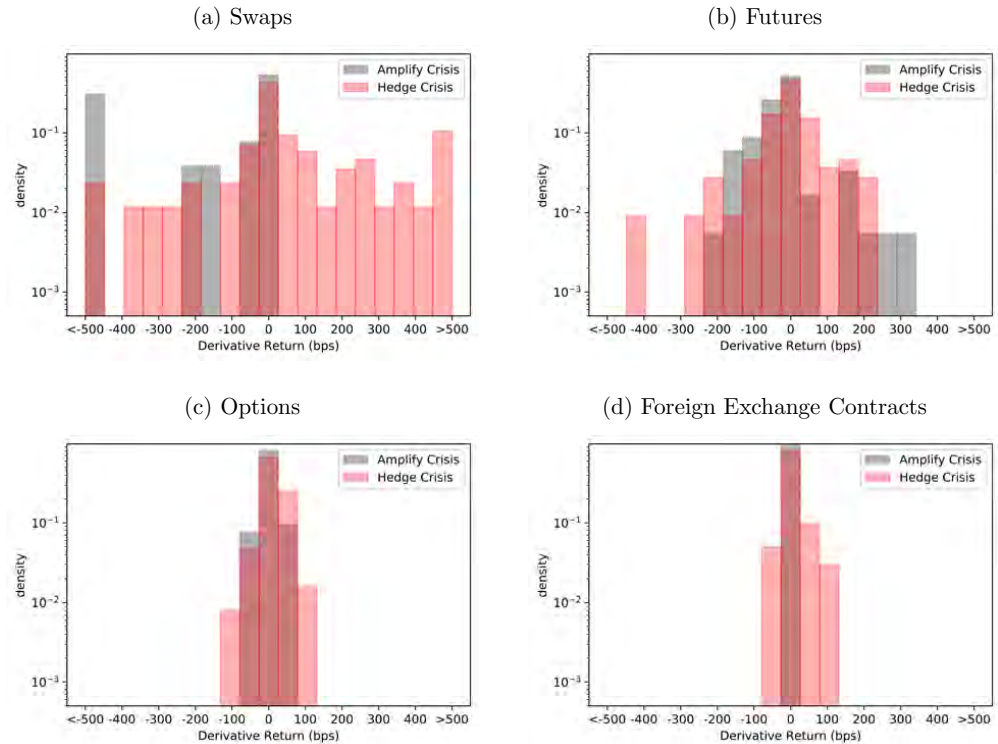 (a) Swaps
Amplify Crisis
Hedge Crisis
10⁻¹
10⁻²
10⁻³
density
<-500 -400 -300 -200 -100 0 100 200 300 400 >500
Derivative Return (bps)
(b) Futures
Amplify Crisis
Hedge Crisis
10⁻¹
10⁻²
10⁻³
density
<-500 -400 -300 -200 -100 0 100 200 300 400 >500
Derivative Return (bps)
(c) Options
Amplify Crisis
Hedge Crisis
10⁻¹
10⁻²
10⁻³
density
<-500 -400 -300 -200 -100 0 100 200 300 400 >500
Derivative Return (bps)
(d) Foreign Exchange Contracts
Amplify Crisis
Hedge Crisis
10⁻¹
10⁻²
10⁻³
density
<-500 -400 -300 -200 -100 0 100 200 300 400 >500
Derivative Return (bps)